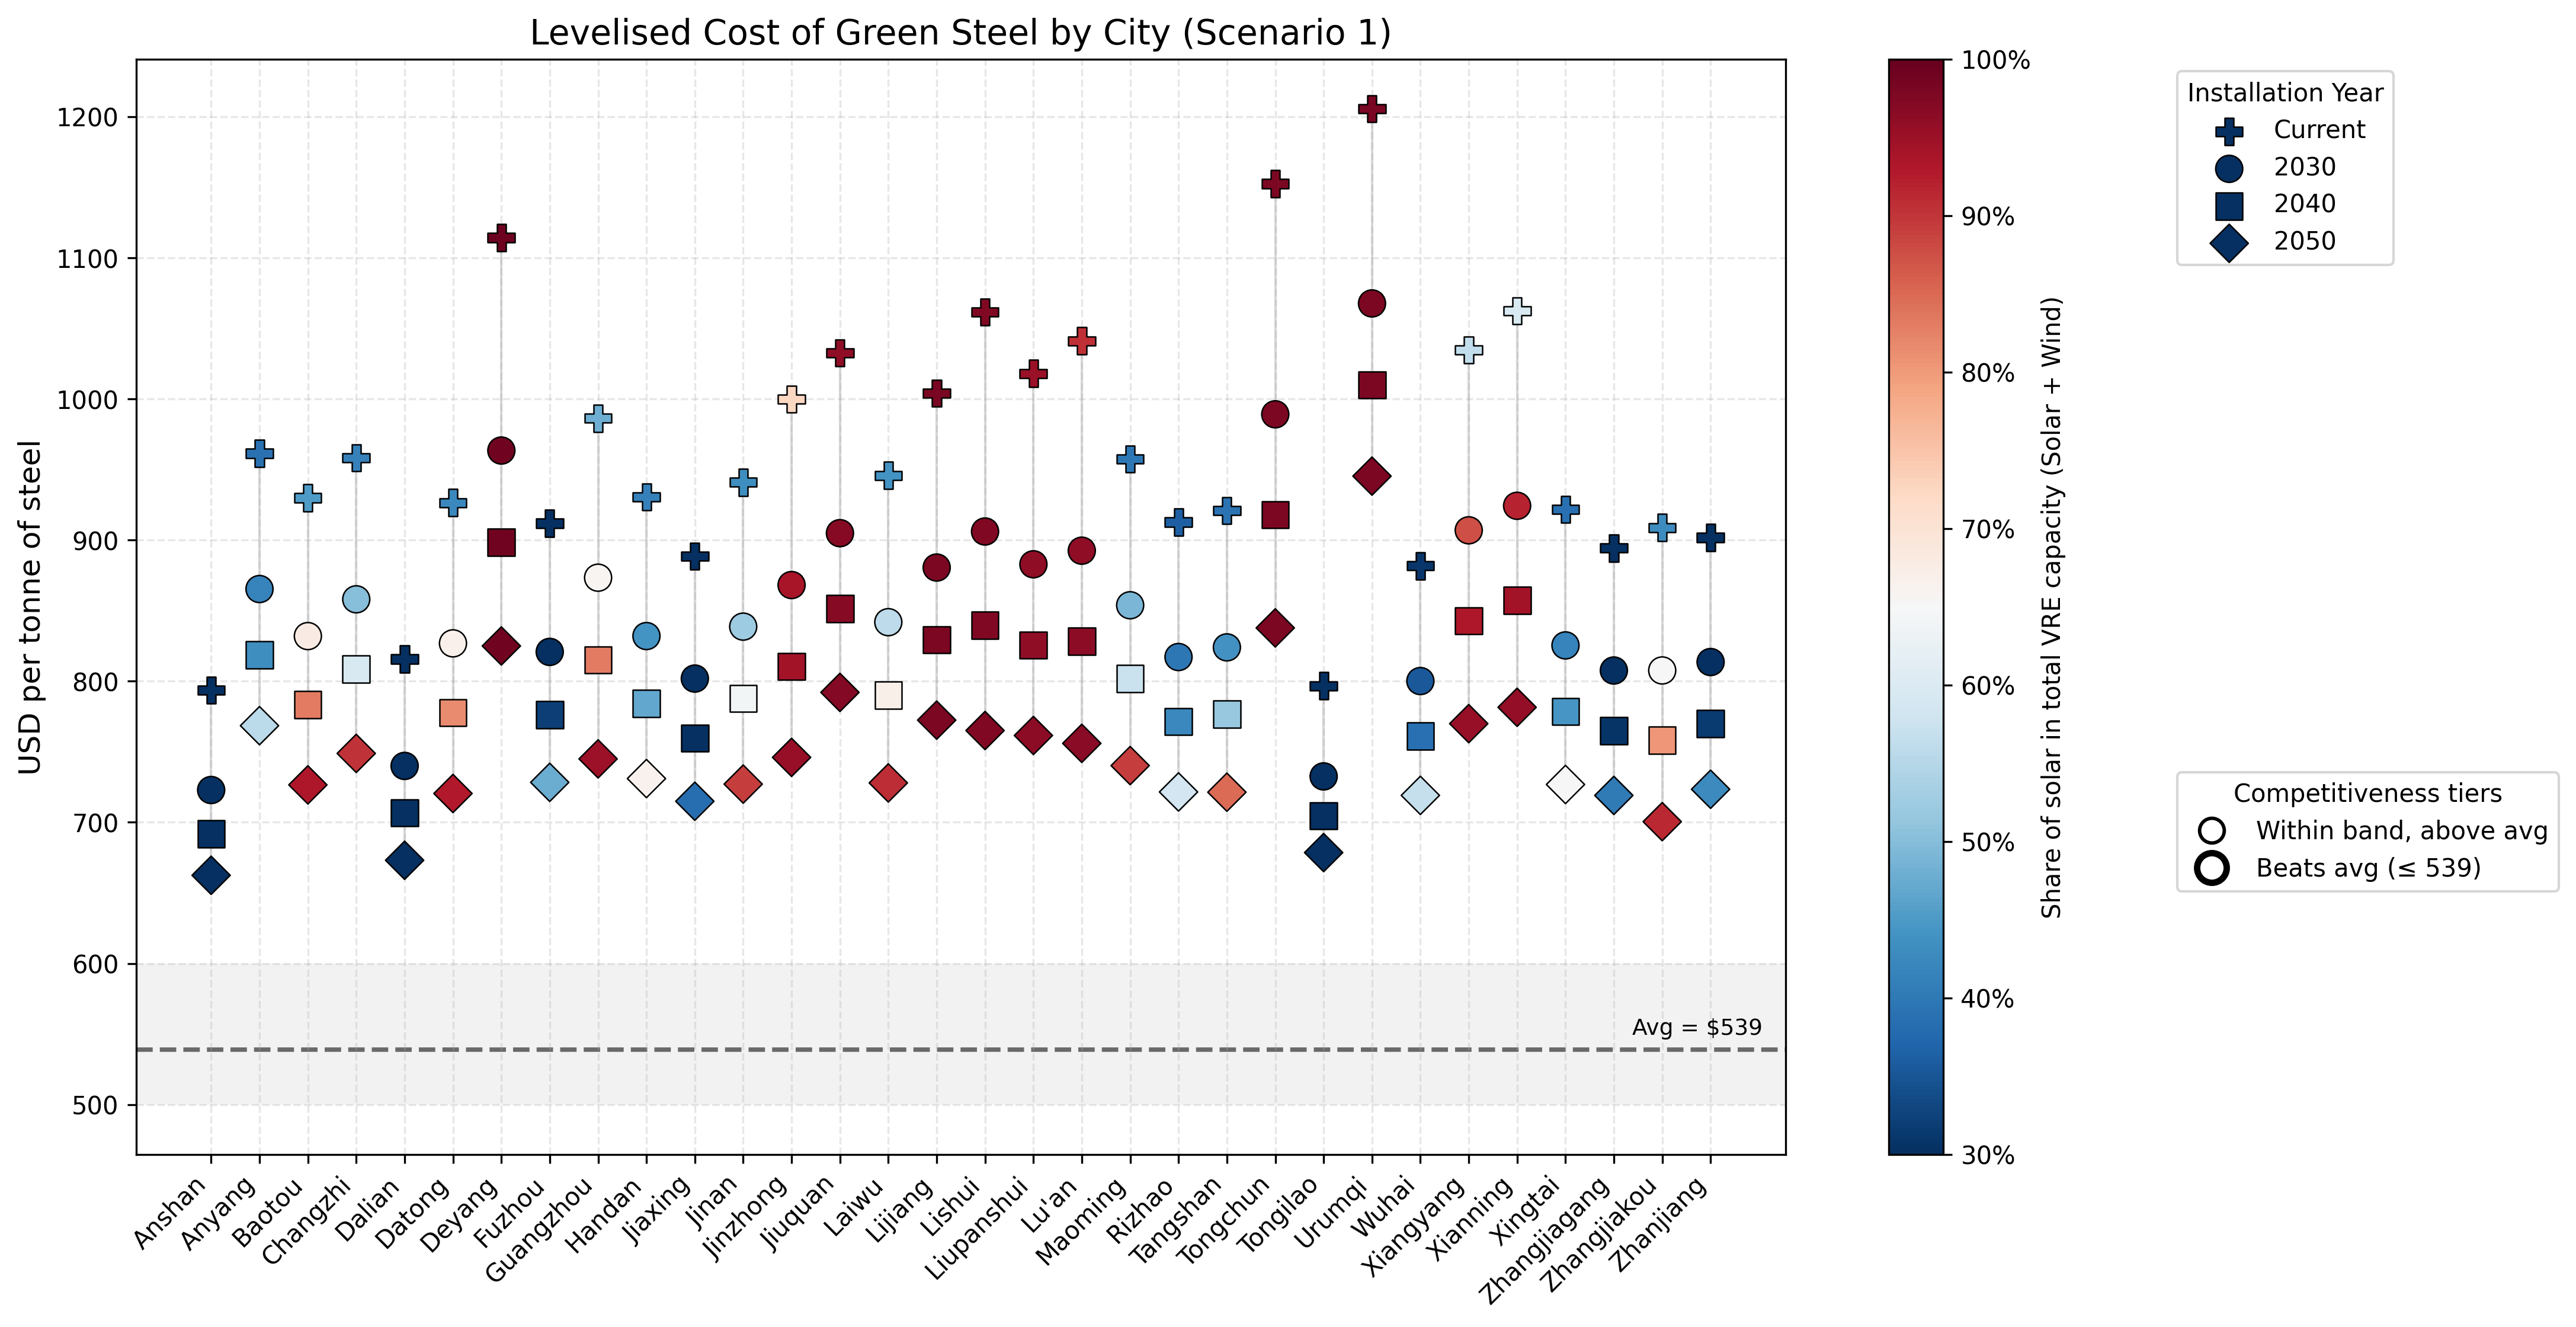 Levelised Cost of Green Steel by City (Scenario 1)
USD per tonne of steel
1200
1100
1000
900
800
700
600
500
Avg = $539
Anshan
Anyang
Baotou
Changzhi
Dalian
Datong
Deyang
Fuzhou
Guangzhou
Handan
Jiaxing
Jinan
Jinzhong
Jiuquan
Laiwu
Lijiang
Lishui
Liupanshui
Lu'an
Maoming
Rizhao
Tangshan
Tongchun
Tongilao
Urumqi
Wuhai
Xiangyang
Xianning
Xingtai
Zhangjiagang
Zhangjiakou
Zhanjiang
100%
90%
80%
70%
60%
50%
40%
30%
Share of solar in total VRE capacity (Solar + Wind)
Installation Year
Current
2030
2040
2050
Competitiveness tiers
Within band, above avg
Beats avg (≤ 539)